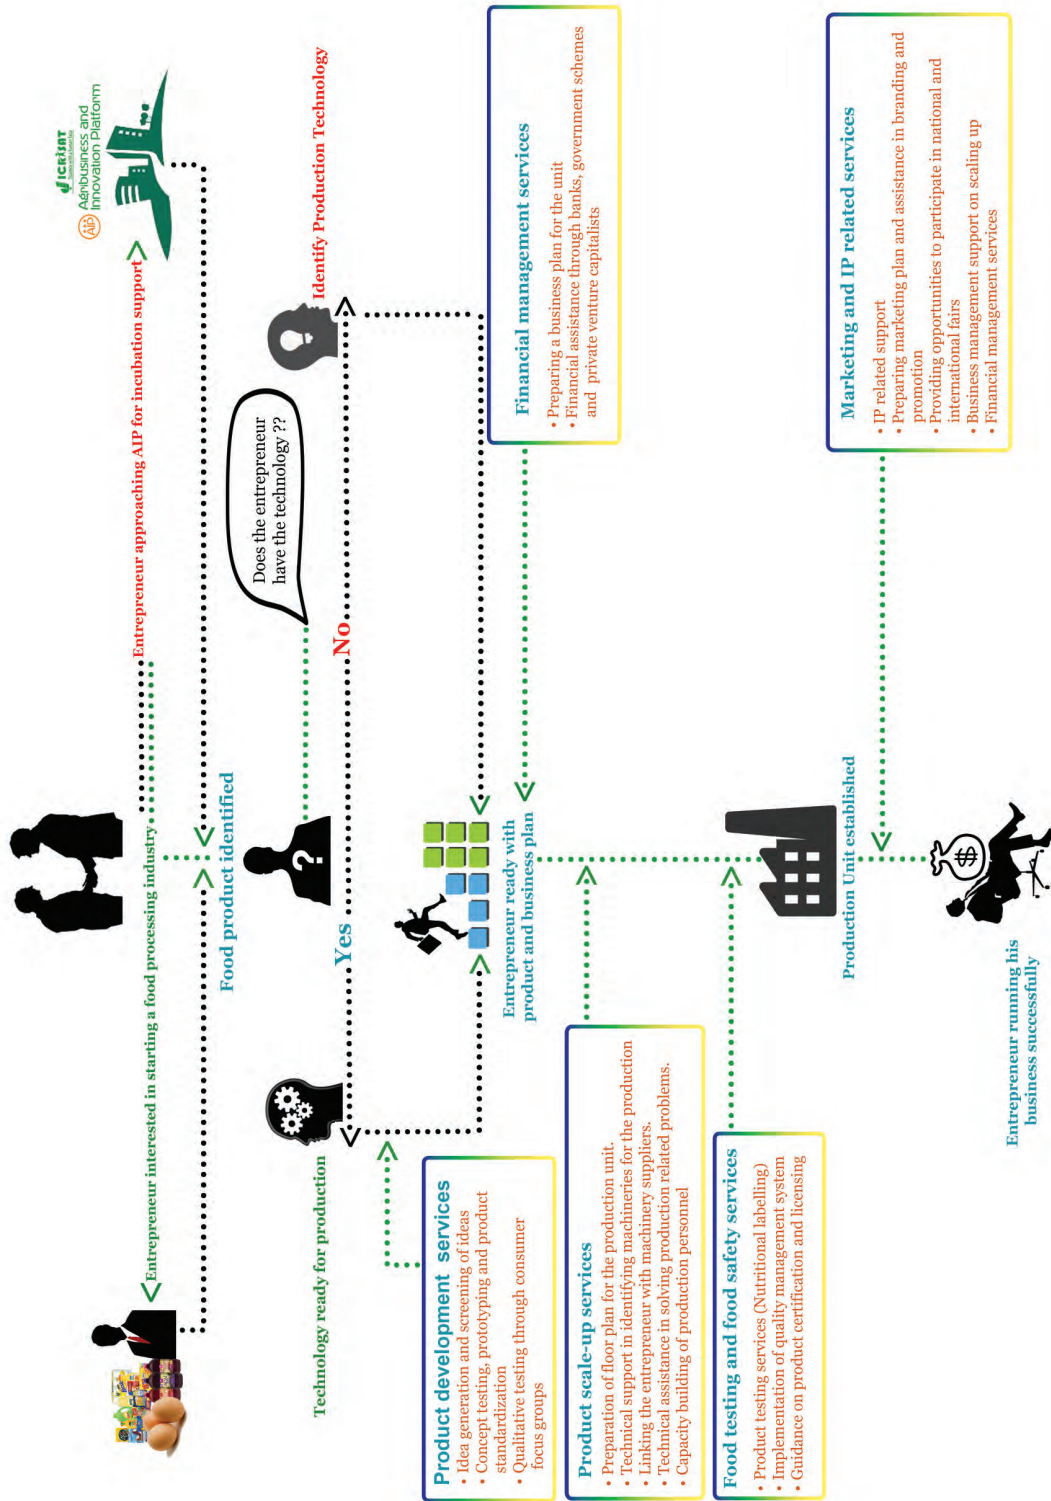 ICRISAT
AIP
Agribusiness and
Innovation Platform
Entrepreneur interested in starting a food processing industry
Entrepreneur approaching AIP for incubation support
Food product identified
Does the entrepreneur
have the technology ??
?
Yes
No
Technology ready for production
Identify Production Technology
Product development services
• Idea generation and screening of ideas
• Concept testing, prototyping and product
standardization
• Qualitative testing through consumer
focus groups
Entrepreneur ready with
product and business plan
Financial management services
• Preparing a business plan for the unit
• Financial assistance through banks, government schemes
and private venture capitalists
Product scale-up services
• Preparation of floor plan for the production unit.
• Technical support in identifying machineries for the production
• Linking the entrepreneur with machinery suppliers.
• Technical assistance in solving production related problems.
• Capacity building of production personnel
Food testing and food safety services
• Product testing services (Nutritional labelling)
• Implementation of quality management system
• Guidance on product certification and licensing
Production Unit established
Marketing and IP related services
• IP related support
• Preparing marketing plan and assistance in branding and
promotion
• Providing opportunities to participate in national and
international fairs
• Business management support on scaling up
• Financial management services
$
Entrepreneur running his
business successfully